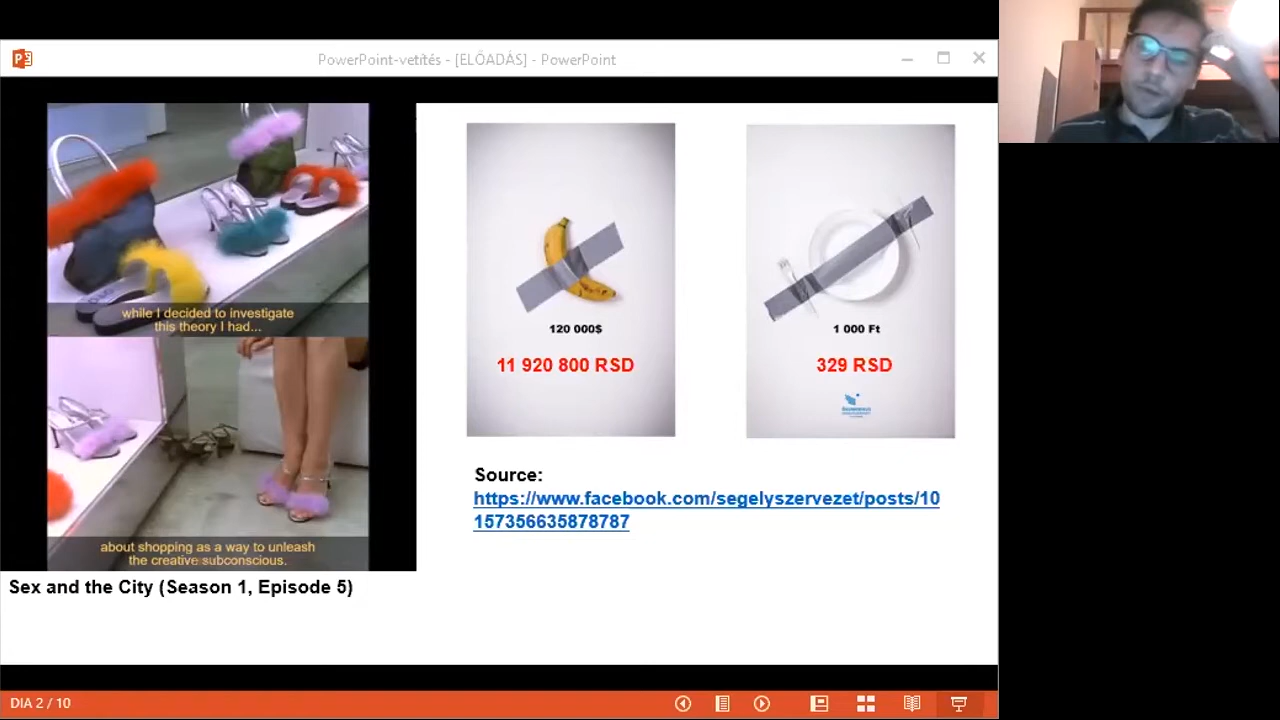 PowerPoint-vetítés - [ELŐADÁS] - PowerPoint
while I decided to investigate
this theory I had...
about shopping as a way to unleash
the creative subconscious.
Sex and the City (Season 1, Episode 5)
120 000$
11 920 800 RSD
1 000 Ft
329 RSD
Source:
https://www.facebook.com/segelyszervezet/posts/10
157356635878787
DIA 2 / 10